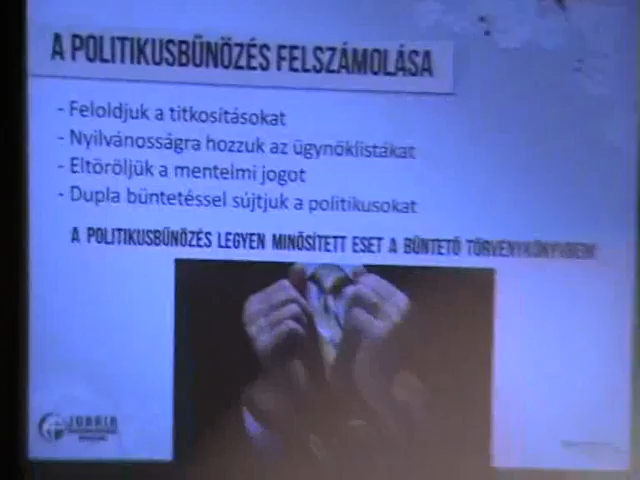 A POLITIKUSBŰNÖZÉS FELSZÁMOLÁSA
- Feloldjuk a titkosításokat
- Nyilvánosságra hozzuk az ügynöklistákat
- Eltöröljük a mentelmi jogot
- Dupla büntetéssel sújtjuk a politikusokat
A POLITIKUSBŰNÖZÉS LEGYEN MINŐSÍTETT ESET A BÜNTETŐ TÖRVÉNYKÖNYVBEN!
JOBBIK